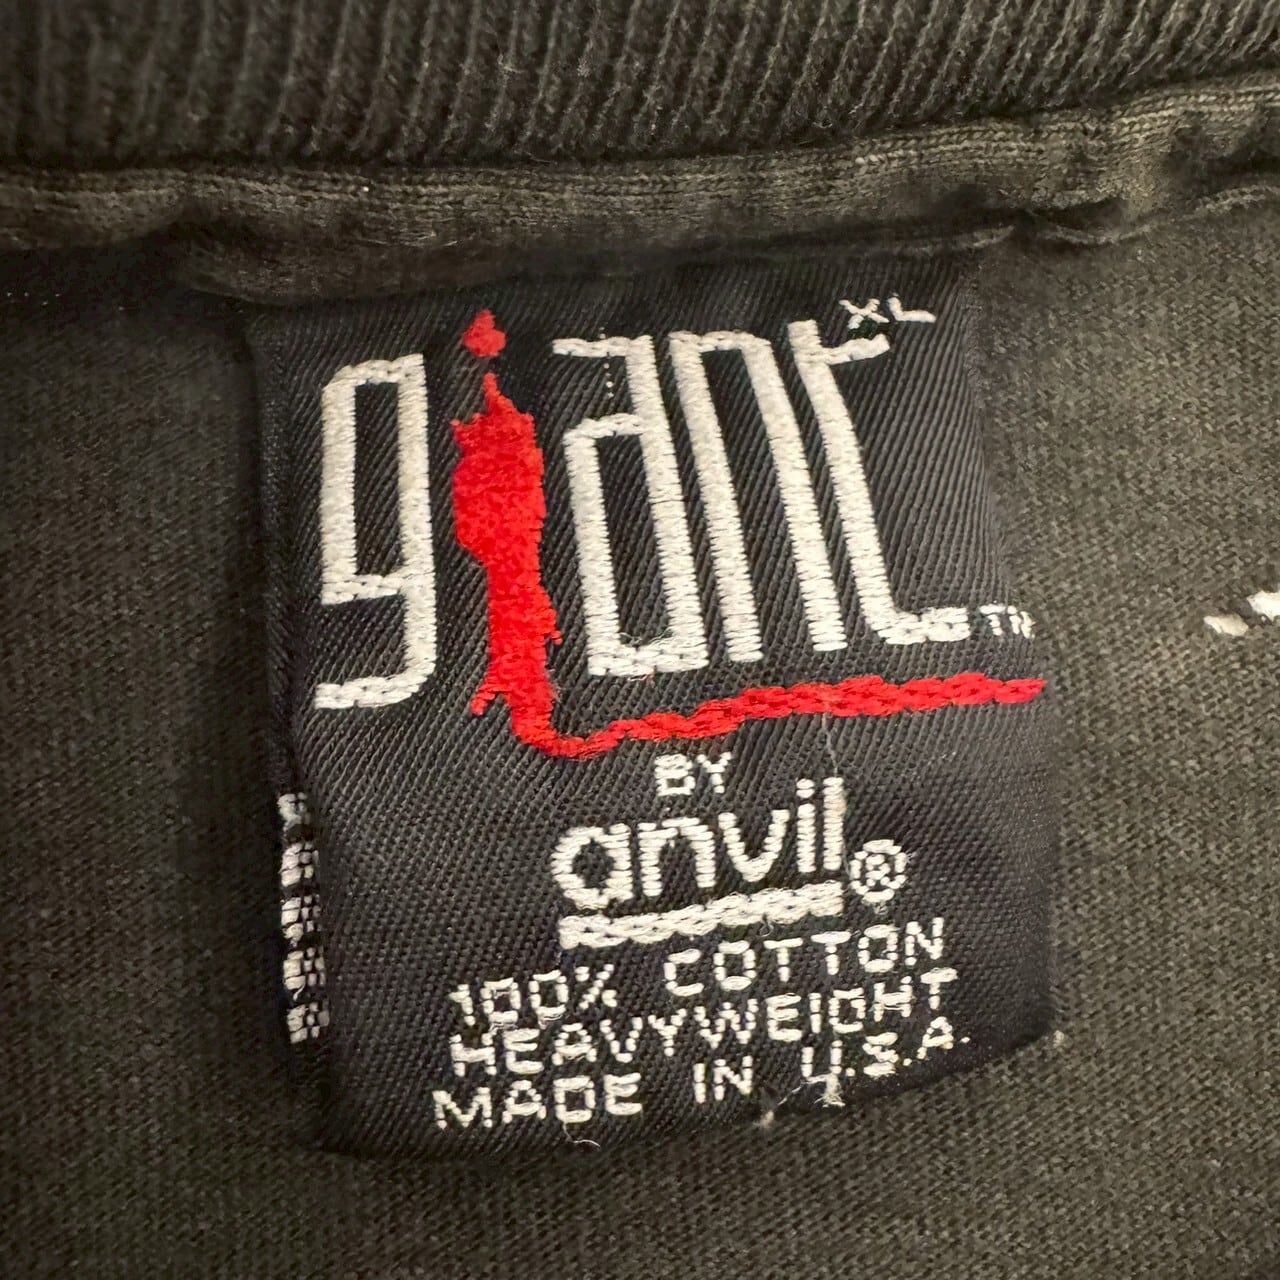 giant XL TM
BY
anvil ®
100% COTTON
HEAVYWEIGHT
MADE IN U.S.A.